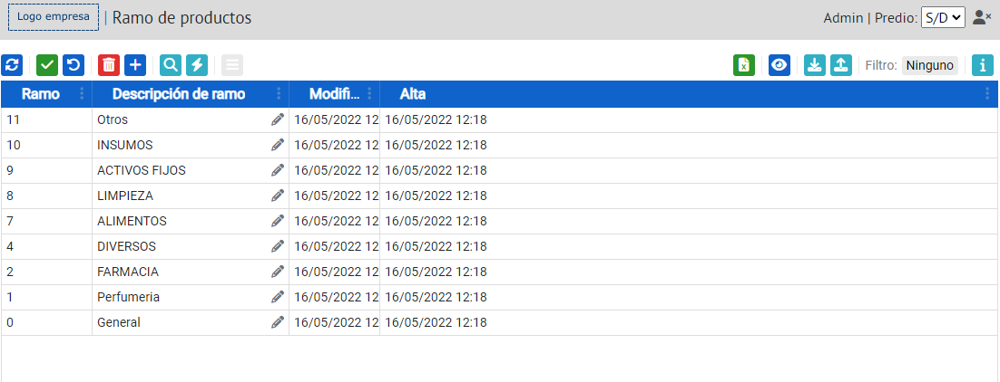 Logo empresa | Ramo de productos Admin | Predio: S/D
Filtro: Ninguno
Ramo Descripción de ramo Modifi... Alta
11 Otros 16/05/2022 12 16/05/2022 12:18
10 INSUMOS 16/05/2022 12 16/05/2022 12:18
9 ACTIVOS FIJOS 16/05/2022 12 16/05/2022 12:18
8 LIMPIEZA 16/05/2022 12 16/05/2022 12:18
7 ALIMENTOS 16/05/2022 12 16/05/2022 12:18
4 DIVERSOS 16/05/2022 12 16/05/2022 12:18
2 FARMACIA 16/05/2022 12 16/05/2022 12:18
1 Perfumeria 16/05/2022 12 16/05/2022 12:18
0 General 16/05/2022 12 16/05/2022 12:18